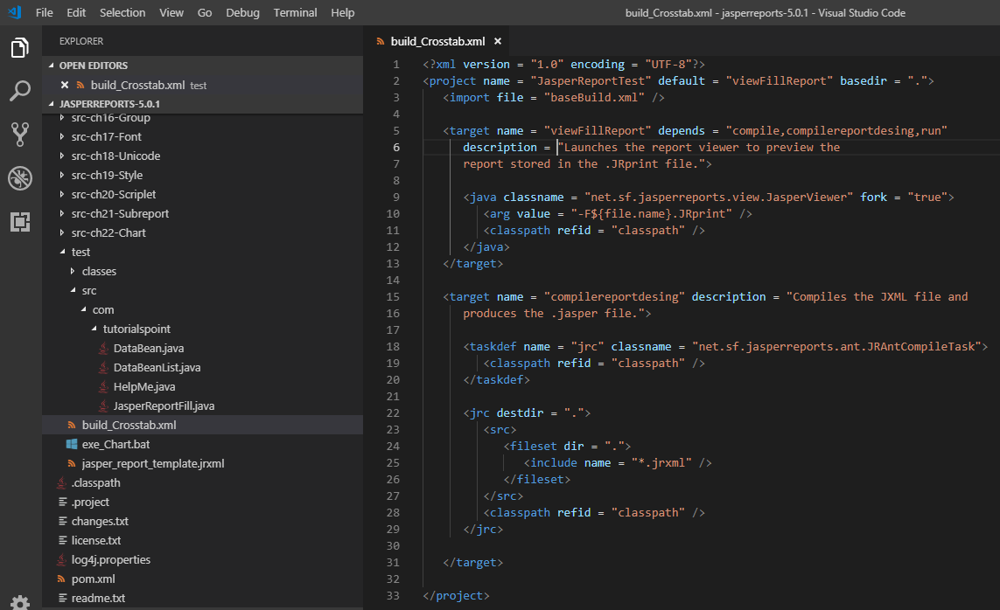 File Edit Selection View Go Debug Terminal Help build_Crosstab.xml - jasperreports-5.0.1 - Visual Studio Code
EXPLORER
OPEN EDITORS
build_Crosstab.xml test
JASPERREPORTS-5.0.1
src-ch16-Group
src-ch17-Font
src-ch18-Unicode
src-ch19-Style
src-ch20-Scriplet
src-ch21-Subreport
src-ch22-Chart
test
classes
src
com
tutorialspoint
DataBean.java
DataBeanList.java
HelpMe.java
JasperReportFill.java
build_Crosstab.xml
exe_Chart.bat
jasper_report_template.jrxml
.classpath
.project
changes.txt
license.txt
log4j.properties
pom.xml
readme.txt
build_Crosstab.xml
1 <?xml version = "1.0" encoding = "UTF-8"?>
2 <project name = "JasperReportTest" default = "viewFillReport" basedir = ".">
3 <import file = "baseBuild.xml" />
4
5 <target name = "viewFillReport" depends = "compile,compilereportdesing,run"
6 description = "Launches the report viewer to preview the
7 report stored in the .JRprint file.">
8
9 <java classname = "net.sf.jasperreports.view.JasperViewer" fork = "true">
10 <arg value = "-F${file.name}.JRprint" />
11 <classpath refid = "classpath" />
12 </java>
13 </target>
14
15 <target name = "compilereportdesing" description = "Compiles the JXML file and
16 produces the .jasper file.">
17
18 <taskdef name = "jrc" classname = "net.sf.jasperreports.ant.JRAntCompileTask">
19 <classpath refid = "classpath" />
20 </taskdef>
21
22 <jrc destdir = ".">
23 <src>
24 <fileset dir = ".">
25 <include name = "*.jrxml" />
26 </fileset>
27 </src>
28 <classpath refid = "classpath" />
29 </jrc>
30
31 </target>
32
33 </project>